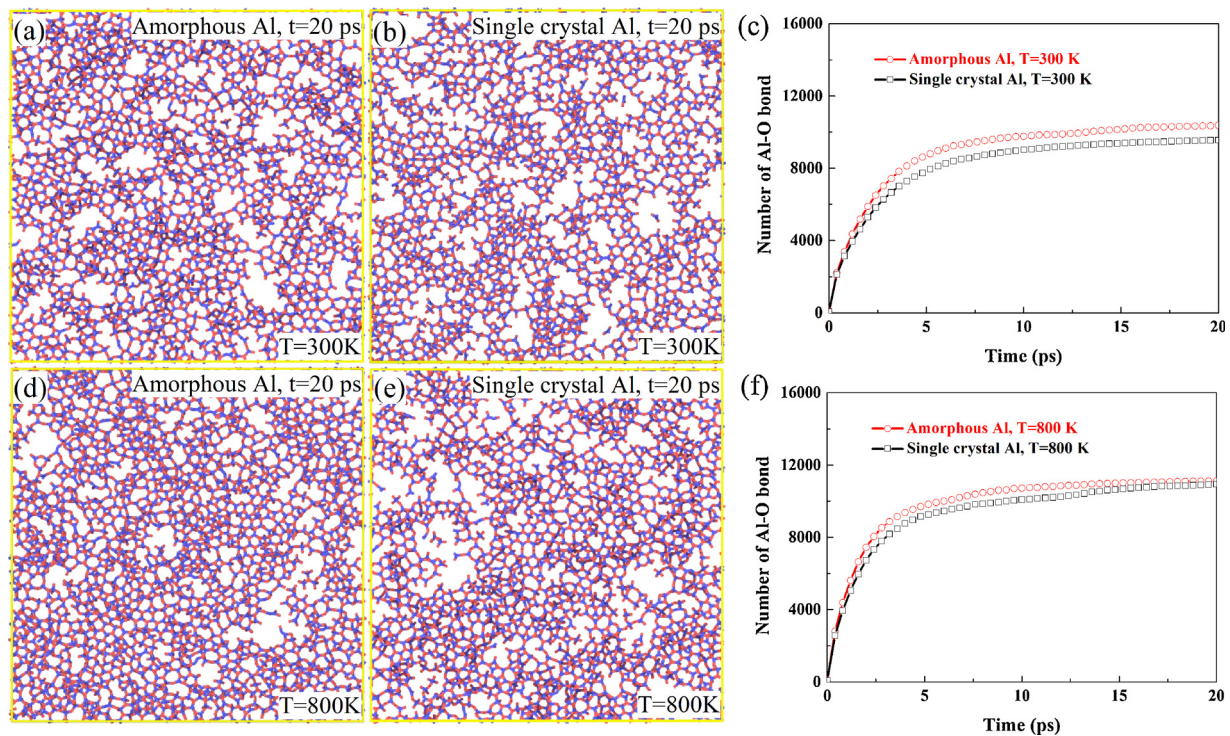 (a)
Amorphous Al, t=20 ps
T=300K
(b)
Single crystal Al, t=20 ps
T=300K
(c)
16000
12000
8000
4000
0
Number of Al-O bond
Amorphous Al, T=300 K
Single crystal Al, T=300 K
0
5
10
15
20
Time (ps)
(d)
Amorphous Al, t=20 ps
T=800K
(e)
Single crystal Al, t=20 ps
T=800K
(f)
16000
12000
8000
4000
0
Number of Al-O bond
Amorphous Al, T=800 K
Single crystal Al, T=800 K
0
5
10
15
20
Time (ps)